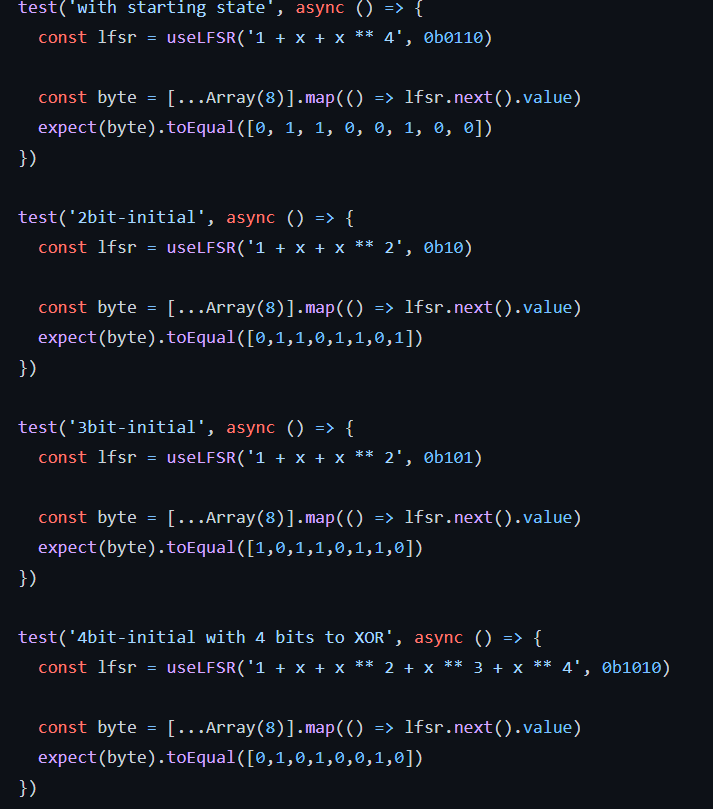 test('with starting state', async () => {
  const lfsr = useLFSR('1 + x + x ** 4', 0b0110)
  const byte = [...Array(8)].map(() => lfsr.next().value)
  expect(byte).toEqual([0, 1, 1, 0, 0, 1, 0, 0])
})
test('2bit-initial', async () => {
  const lfsr = useLFSR('1 + x + x ** 2', 0b10)
  const byte = [...Array(8)].map(() => lfsr.next().value)
  expect(byte).toEqual([0,1,1,0,1,1,0,1])
})
test('3bit-initial', async () => {
  const lfsr = useLFSR('1 + x + x ** 2', 0b101)
  const byte = [...Array(8)].map(() => lfsr.next().value)
  expect(byte).toEqual([1,0,1,1,0,1,1,0])
})
test('4bit-initial with 4 bits to XOR', async () => {
  const lfsr = useLFSR('1 + x + x ** 2 + x ** 3 + x ** 4', 0b1010)
  const byte = [...Array(8)].map(() => lfsr.next().value)
  expect(byte).toEqual([0,1,0,1,0,0,1,0])
})